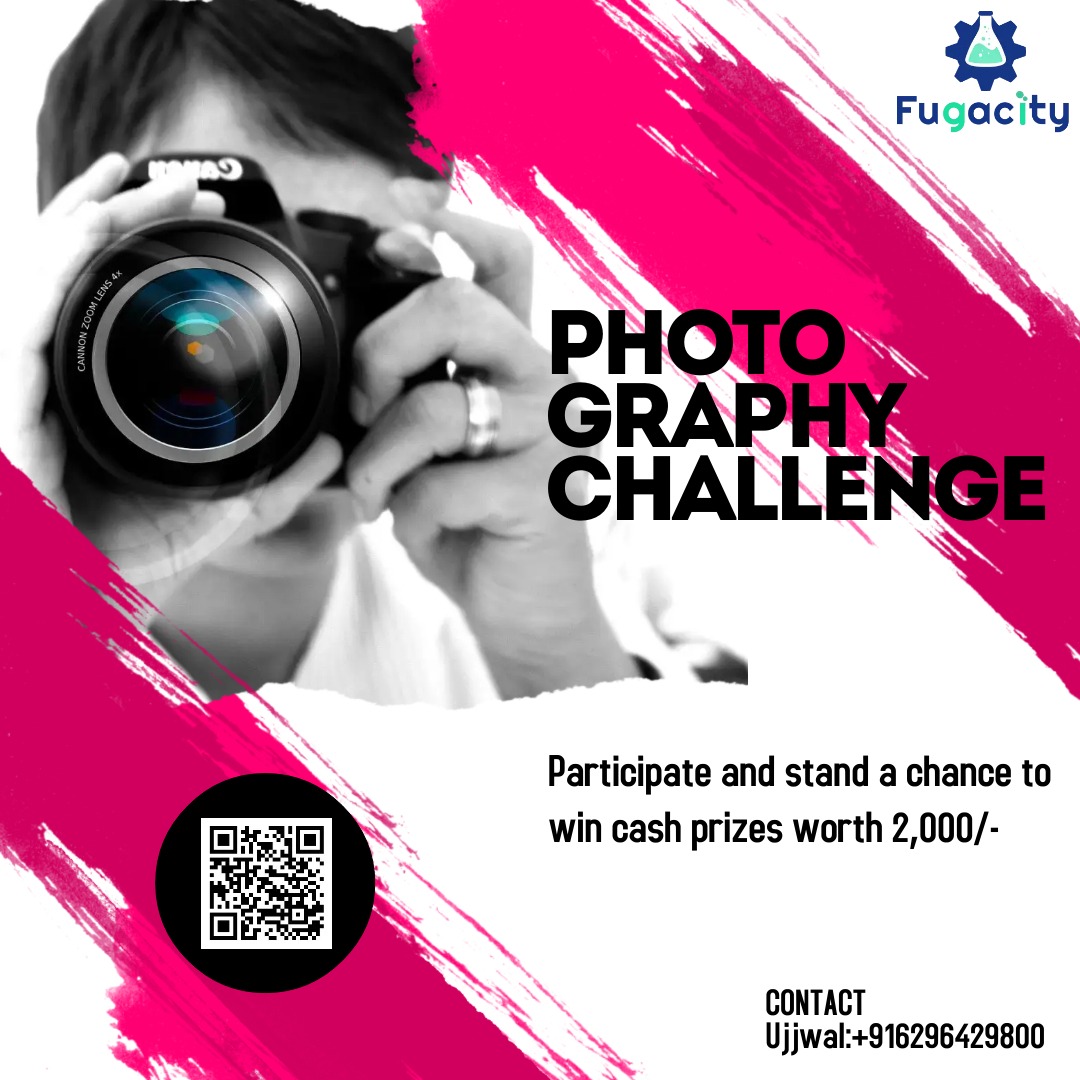 Fugacity
Canon
CANNON ZOOM LENS 4x
PHOTO
GRAPHY
CHALLENGE
Participate and stand a chance to
win cash prizes worth 2,000/-
CONTACT
Ujjwal:+916296429800